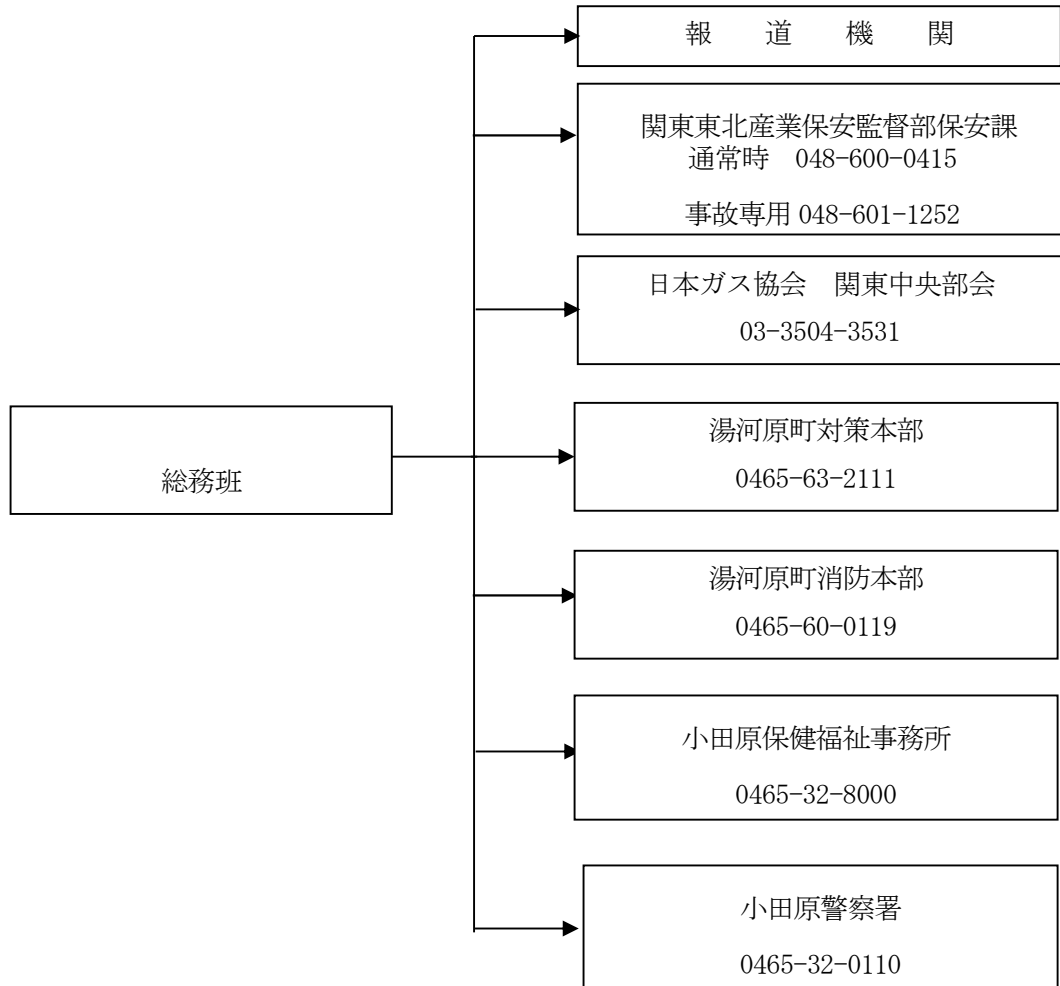 報　道　機　関
関東東北産業保安監督部保安課
通常時　048-600-0415
事故専用 048-601-1252
日本ガス協会　関東中央部会
03-3504-3531
総務班
湯河原町対策本部
0465-63-2111
湯河原町消防本部
0465-60-0119
小田原保健福祉事務所
0465-32-8000
小田原警察署
0465-32-0110